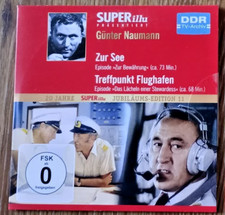 SUPERillu
PRÄSENTIERT
Günter Naumann
DDR
TV-Archiv
Zur See
Episode »Zur Bewährung« (ca. 73 Min.)
Treffpunkt Flughafen
Episode »Das Lächeln einer Stewardess« (ca. 68 Min.)
20 JAHRE SUPERillu JUBILÄUMS-EDITION 11
FSK
ab
0
freigegeben